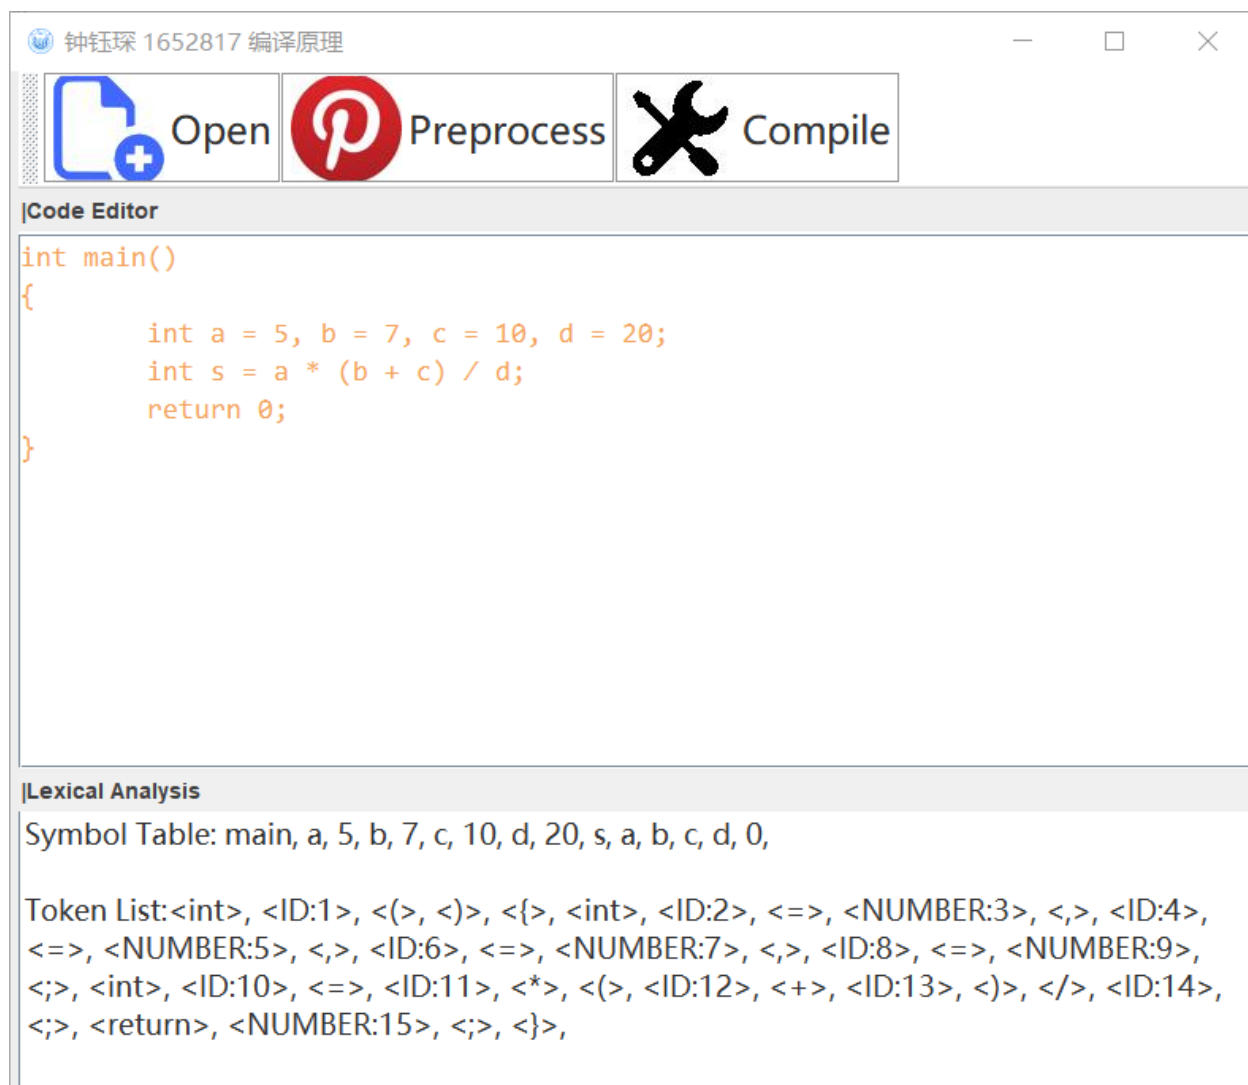 钟钰琛 1652817 编译原理
Open Preprocess Compile
|Code Editor
int main()
{
        int a = 5, b = 7, c = 10, d = 20;
        int s = a * (b + c) / d;
        return 0;
}
|Lexical Analysis
Symbol Table: main, a, 5, b, 7, c, 10, d, 20, s, a, b, c, d, 0,
Token List:<int>, <ID:1>, <(>, <)>, <{>, <int>, <ID:2>, <=>, <NUMBER:3>, <,>, <ID:4>,
<=>, <NUMBER:5>, <,>, <ID:6>, <=>, <NUMBER:7>, <,>, <ID:8>, <=>, <NUMBER:9>,
<;>, <int>, <ID:10>, <=>, <ID:11>, <*>, <(>, <ID:12>, <+>, <ID:13>, <)>, </>, <ID:14>,
<;>, <return>, <NUMBER:15>, <;>, <}>,